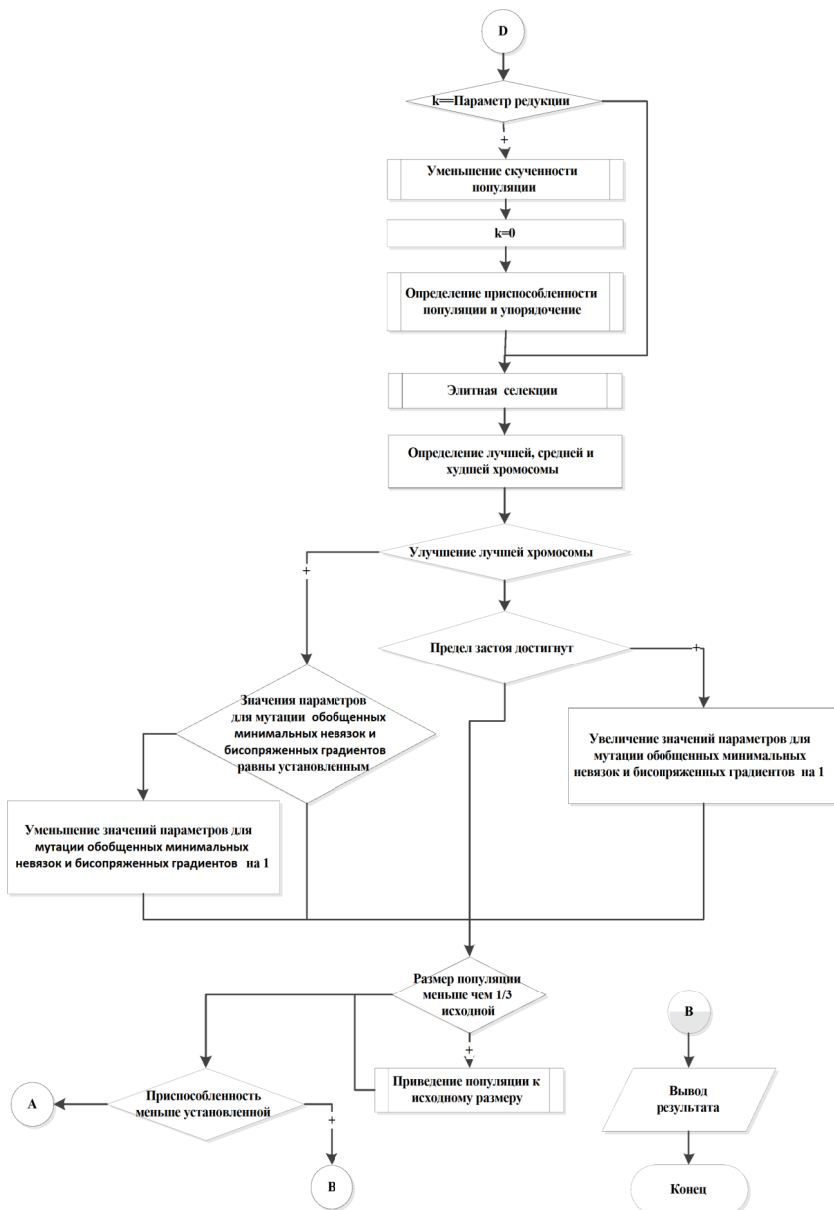 D
k==Параметр редукции
+
Уменьшение скученности
популяции
k=0
Определение приспособленности
популяции и упорядочение
Элитная селекции
Определение лучшей, средней и
худшей хромосомы
Улучшение лучшей хромосомы
+
Предел застоя достигнут
+
Значения параметров
для мутации обобщенных
минимальных невязок и
бисопряженных градиентов
равны установленным
Увеличение значений параметров для
мутации обобщенных минимальных
невязок и бисопряженных градиентов на 1
Уменьшение значений параметров для
мутации обобщенных минимальных
невязок и бисопряженных градиентов на 1
Размер популяции
меньше чем 1/3
исходной
+
Приведение популяции к
исходному размеру
Приспособленность
меньше установленной
A
+
B
B
Вывод
результата
Конец